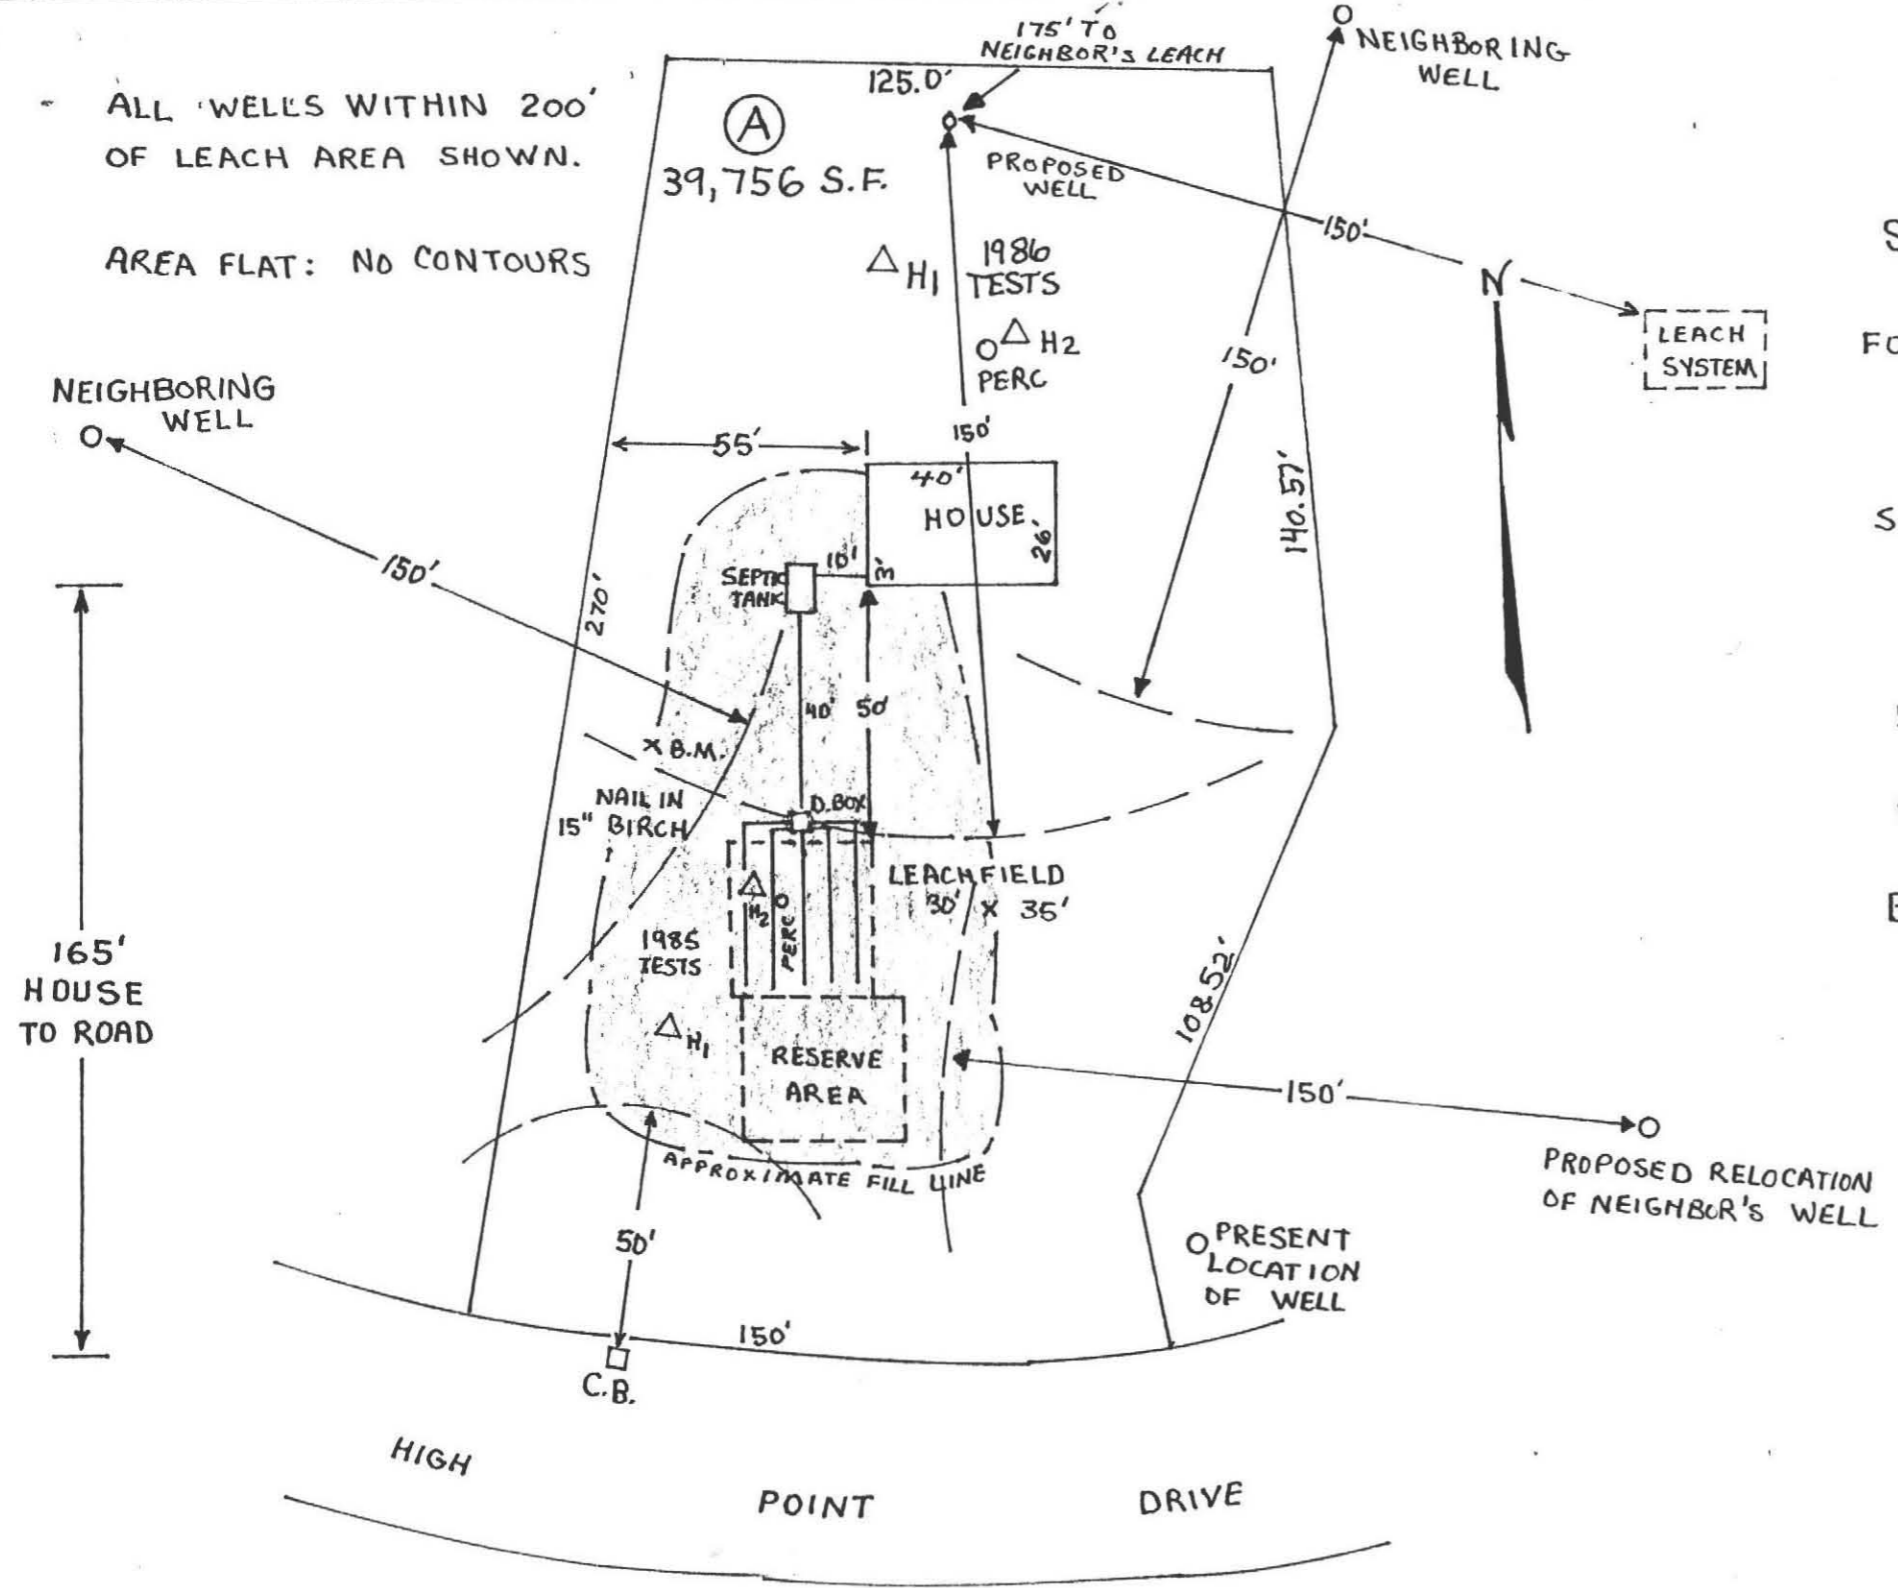 175' TO
NEIGHBOR'S LEACH
NEIGHBORING
WELL
ALL WELLS WITHIN 200'
OF LEACH AREA SHOWN.
125.0'
A
39,756 S.F.
PROPOSED
WELL
150'
AREA FLAT: NO CONTOURS
H1
1986
TESTS
H2
PERC
N
LEACH
SYSTEM
150'
NEIGHBORING
WELL
55'
150'
40'
HOUSE
26'
140.57'
150'
SEPTIC
TANK
10'
3'
270'
40'
50'
X B.M.
NAIL IN
15" BIRCH
D.BOX
LEACHFIELD
30' X 35'
H2
PERC
1985
TESTS
165'
HOUSE
TO ROAD
108.52'
H1
RESERVE
AREA
150'
APPROXIMATE FILL LINE
PROPOSED RELOCATION
OF NEIGHBOR'S WELL
50'
PRESENT
LOCATION
OF WELL
150'
C.B.
HIGH POINT DRIVE